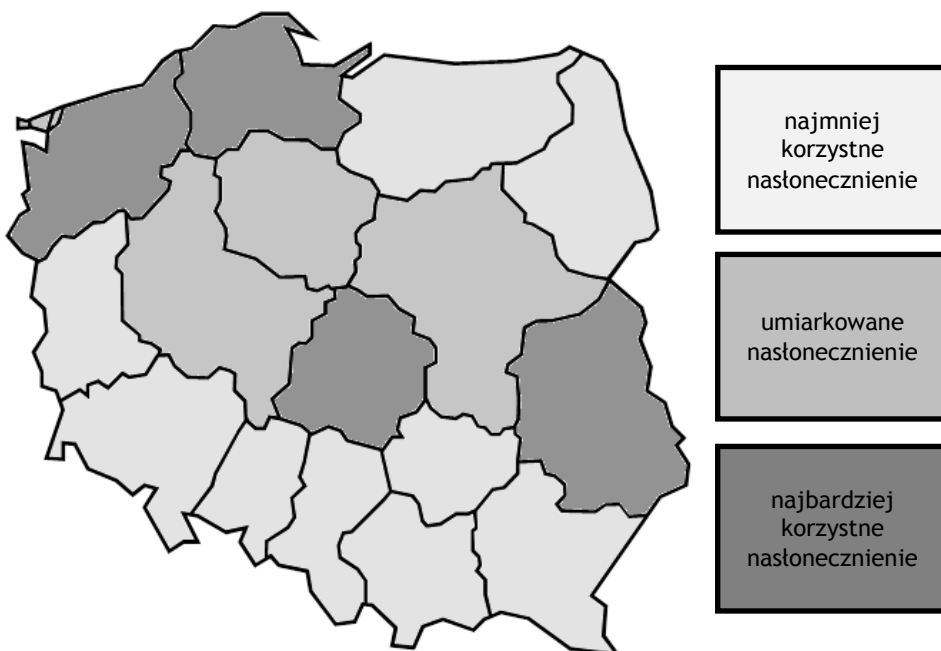 najmniej
korzystne
nasłonecznienie
umiarkowane
nasłonecznienie
najbardziej
korzystne
nasłonecznienie